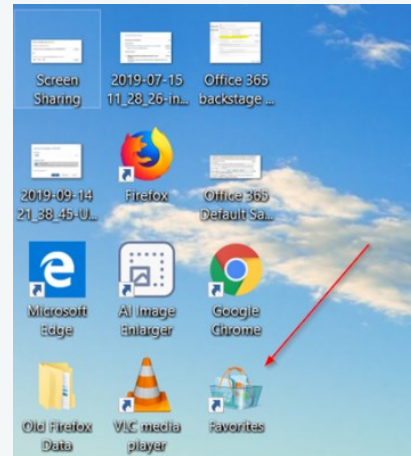 Screen
Sharing
2019-07-15
11_28_26-in...
Office 365
backstage ...
2019-09-14
21_38_45-U...
Firefox
Office 365
Default Sa...
Microsoft
Edge
AI Image
Enlarger
Google
Chrome
Old Firefox
Data
VLC media
player
Favorites